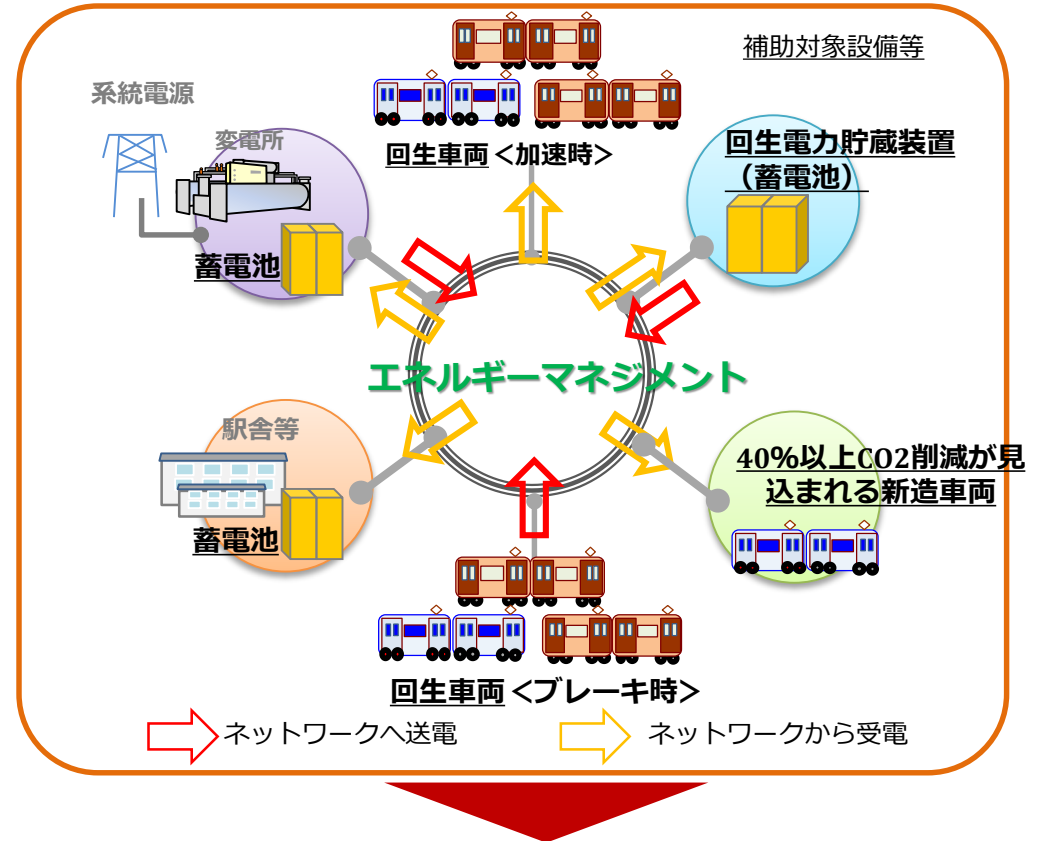 補助対象設備等
系統電源
変電所
蓄電池
回生車両<加速時>
回生電力貯蔵装置
（蓄電池）
エネルギーマネジメント
駅舎等
蓄電池
40%以上CO2削減が見
込まれる新造車両
回生車両<ブレーキ時>
ネットワークへ送電
ネットワークから受電